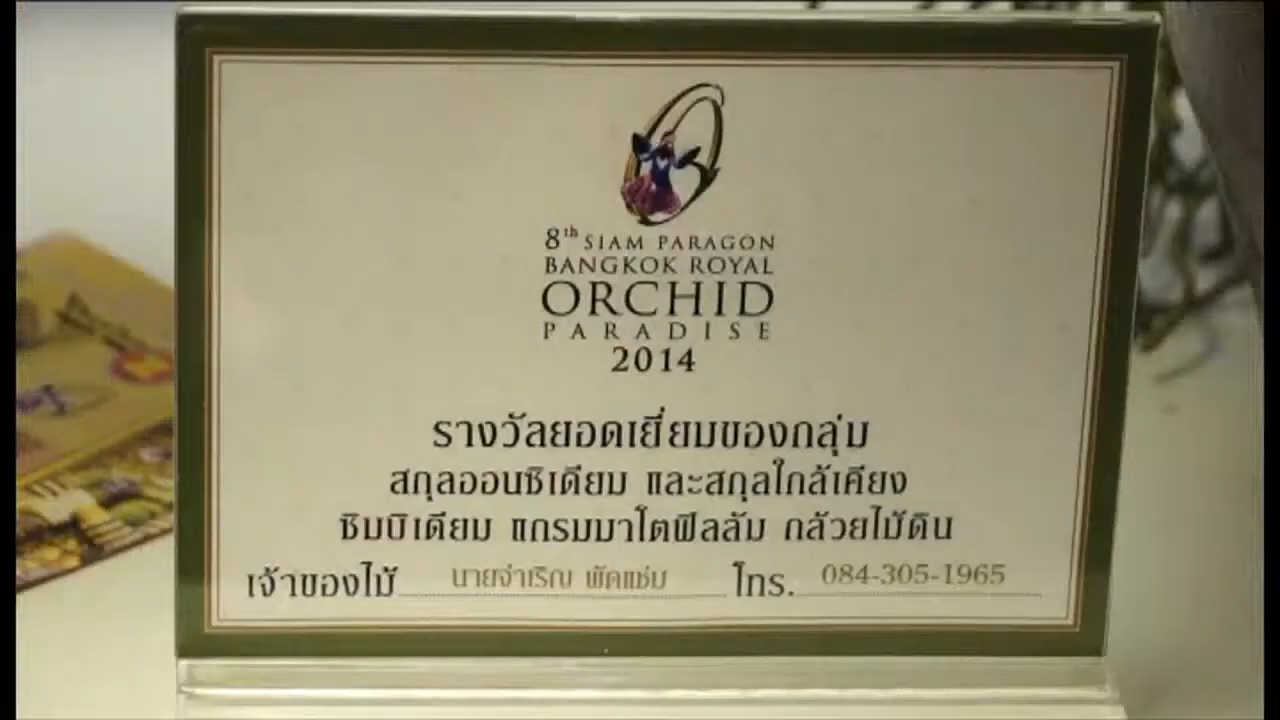 8th SIAM PARAGON
BANGKOK ROYAL
ORCHID
PARADISE
2014
รางวัลยอดเยี่ยมของกลุ่ม
สกุลออนซิเดียม และสกุลใกล้เคียง
ซิมบิเดียม แกรมมาโตฟิลลัม กล้วยไม้ดิน
เจ้าของไม้ นายจำเริญ พัดแช่ม โทร. 084-305-1965